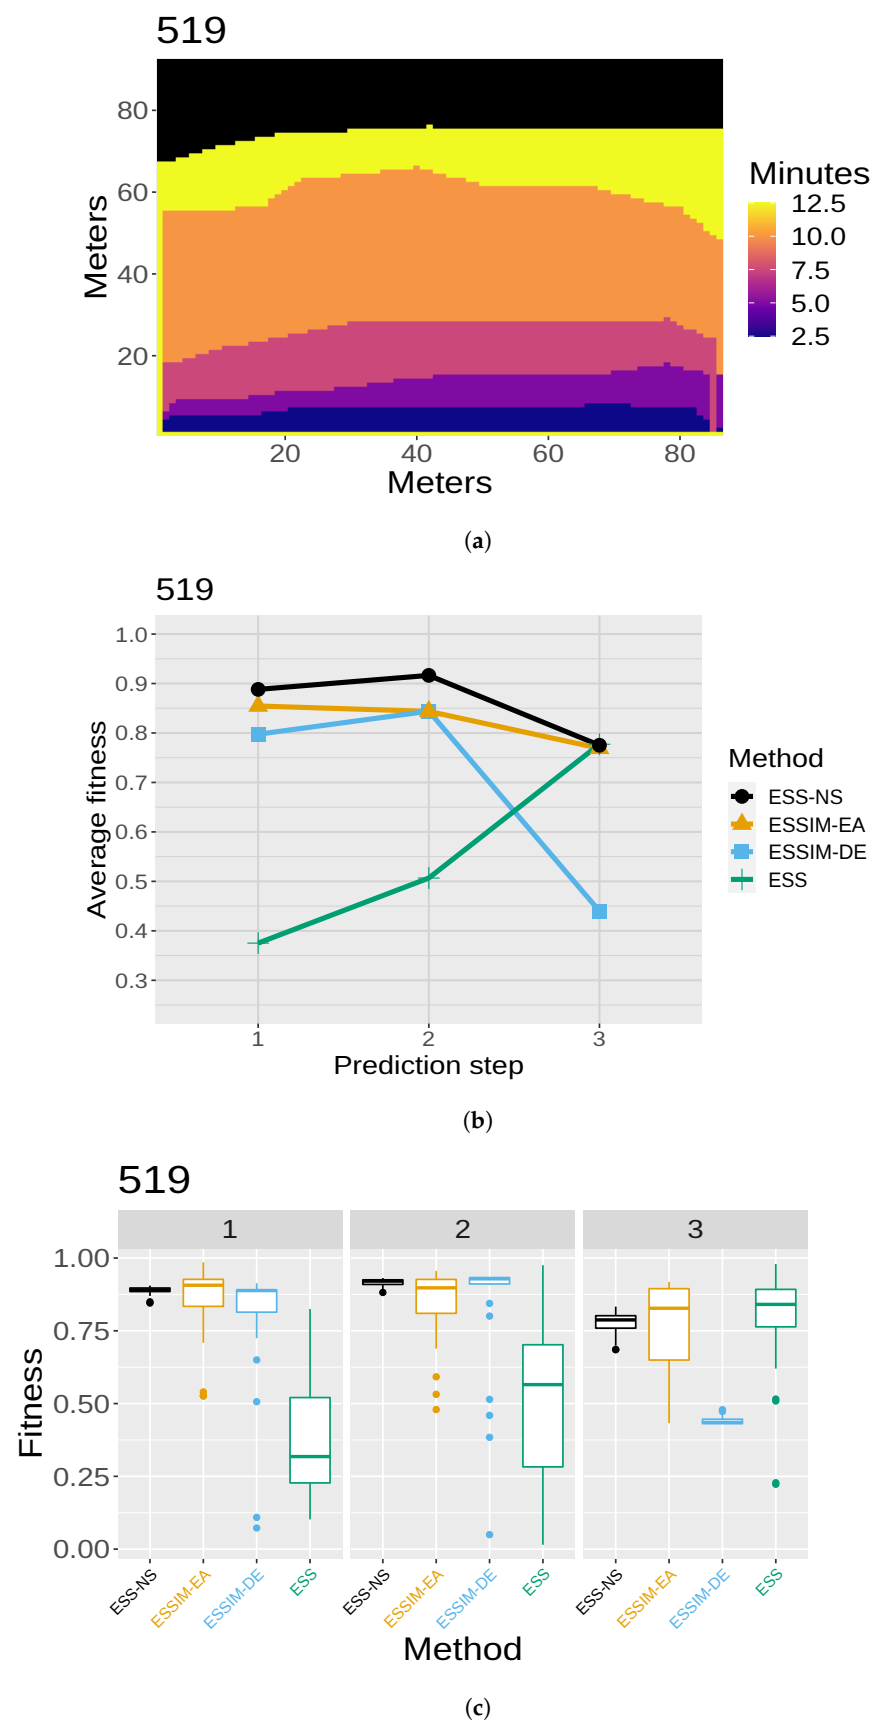 519
Meters
80
60
40
20
20 40 60 80
Meters
Minutes
12.5
10.0
7.5
5.0
2.5
(a)
519
Average fitness
1.0
0.9
0.8
0.7
0.6
0.5
0.4
0.3
1 2 3
Prediction step
Method
ESS-NS
ESSIM-EA
ESSIM-DE
ESS
(b)
519
1 2 3
Fitness
1.00
0.75
0.50
0.25
0.00
ESS-NS ESSIM-EA ESSIM-DE ESS ESS-NS ESSIM-EA ESSIM-DE ESS ESS-NS ESSIM-EA ESSIM-DE ESS
Method
(c)